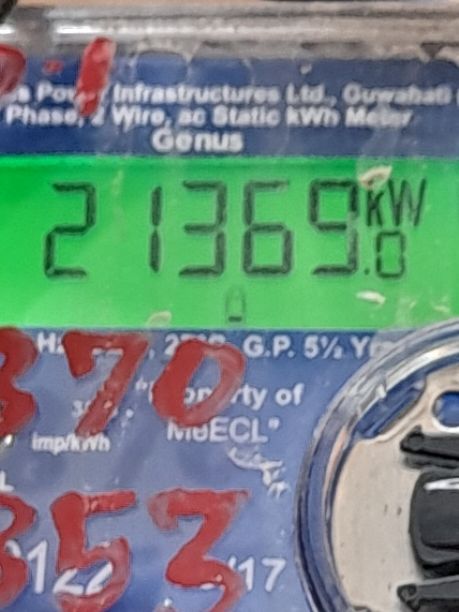 Power Infrastructures Ltd., Guwahati
Phase, 2 Wire, ac Static kWh Meter
Genus
21369.0 kW
G.P. 5½
370
"Property of
imp/kWh
MeECL"
353
17